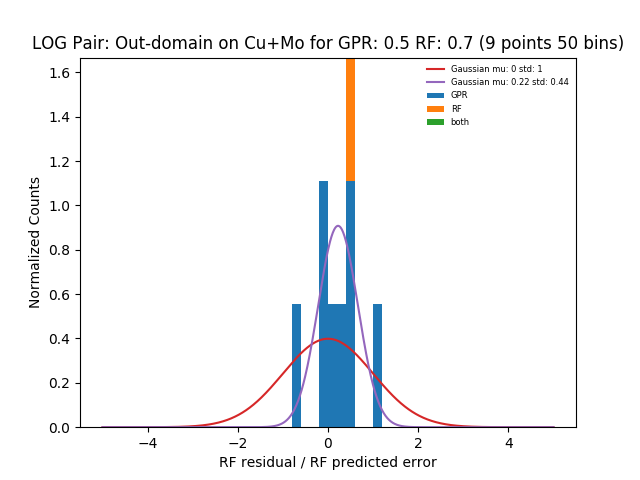 LOG Pair: Out-domain on Cu+Mo for GPR: 0.5 RF: 0.7 (9 points 50 bins)
Gaussian mu: 0 std: 1
Gaussian mu: 0.22 std: 0.44
GPR
RF
both
Normalized Counts
1.6
1.4
1.2
1.0
0.8
0.6
0.4
0.2
0.0
−4
−2
0
2
4
RF residual / RF predicted error